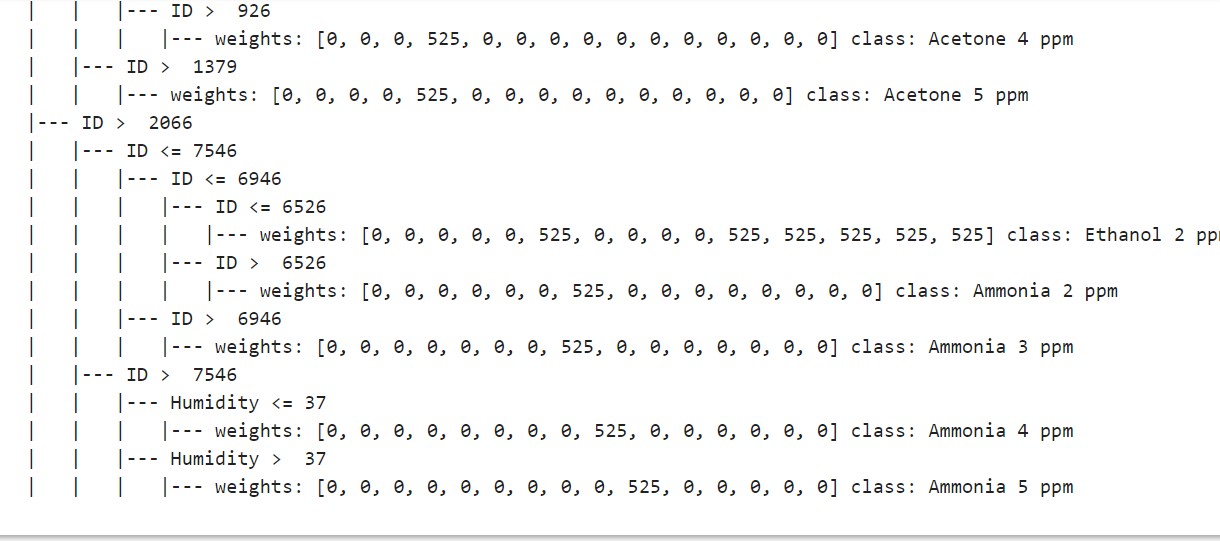 |   |   |--- ID >  926
|   |   |   |--- weights: [0, 0, 0, 525, 0, 0, 0, 0, 0, 0, 0, 0, 0, 0, 0] class: Acetone 4 ppm
|   |--- ID >  1379
|   |   |--- weights: [0, 0, 0, 0, 525, 0, 0, 0, 0, 0, 0, 0, 0, 0, 0] class: Acetone 5 ppm
|--- ID >  2066
|   |--- ID <= 7546
|   |   |--- ID <= 6946
|   |   |   |--- ID <= 6526
|   |   |   |   |--- weights: [0, 0, 0, 0, 0, 525, 0, 0, 0, 0, 525, 525, 525, 525, 525] class: Ethanol 2 pp
|   |   |   |--- ID >  6526
|   |   |   |   |--- weights: [0, 0, 0, 0, 0, 0, 525, 0, 0, 0, 0, 0, 0, 0, 0] class: Ammonia 2 ppm
|   |   |--- ID >  6946
|   |   |   |--- weights: [0, 0, 0, 0, 0, 0, 0, 525, 0, 0, 0, 0, 0, 0, 0] class: Ammonia 3 ppm
|   |--- ID >  7546
|   |   |--- Humidity <= 37
|   |   |   |--- weights: [0, 0, 0, 0, 0, 0, 0, 0, 525, 0, 0, 0, 0, 0, 0] class: Ammonia 4 ppm
|   |   |--- Humidity >  37
|   |   |   |--- weights: [0, 0, 0, 0, 0, 0, 0, 0, 0, 525, 0, 0, 0, 0, 0] class: Ammonia 5 ppm